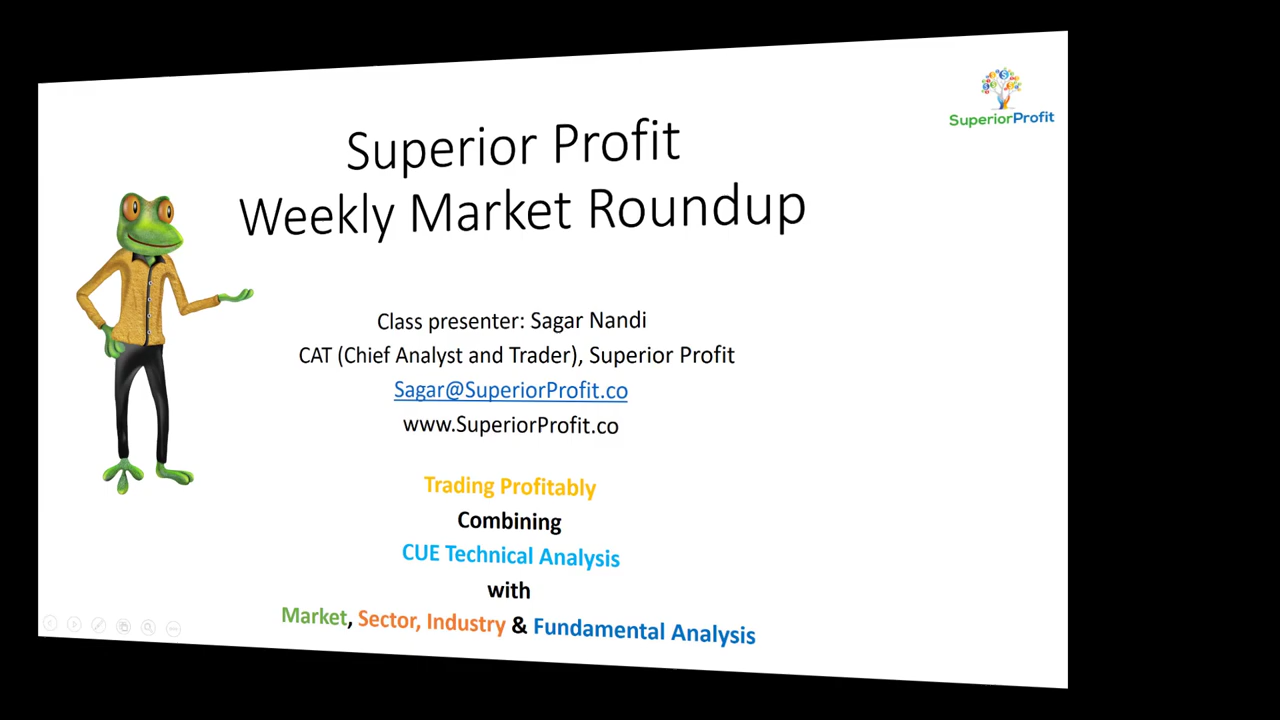 SuperiorProfit
Superior Profit
Weekly Market Roundup
Class presenter: Sagar Nandi
CAT (Chief Analyst and Trader), Superior Profit
Sagar@SuperiorProfit.co
www.SuperiorProfit.co
Trading Profitably
Combining
CUE Technical Analysis
with
Market, Sector, Industry & Fundamental Analysis